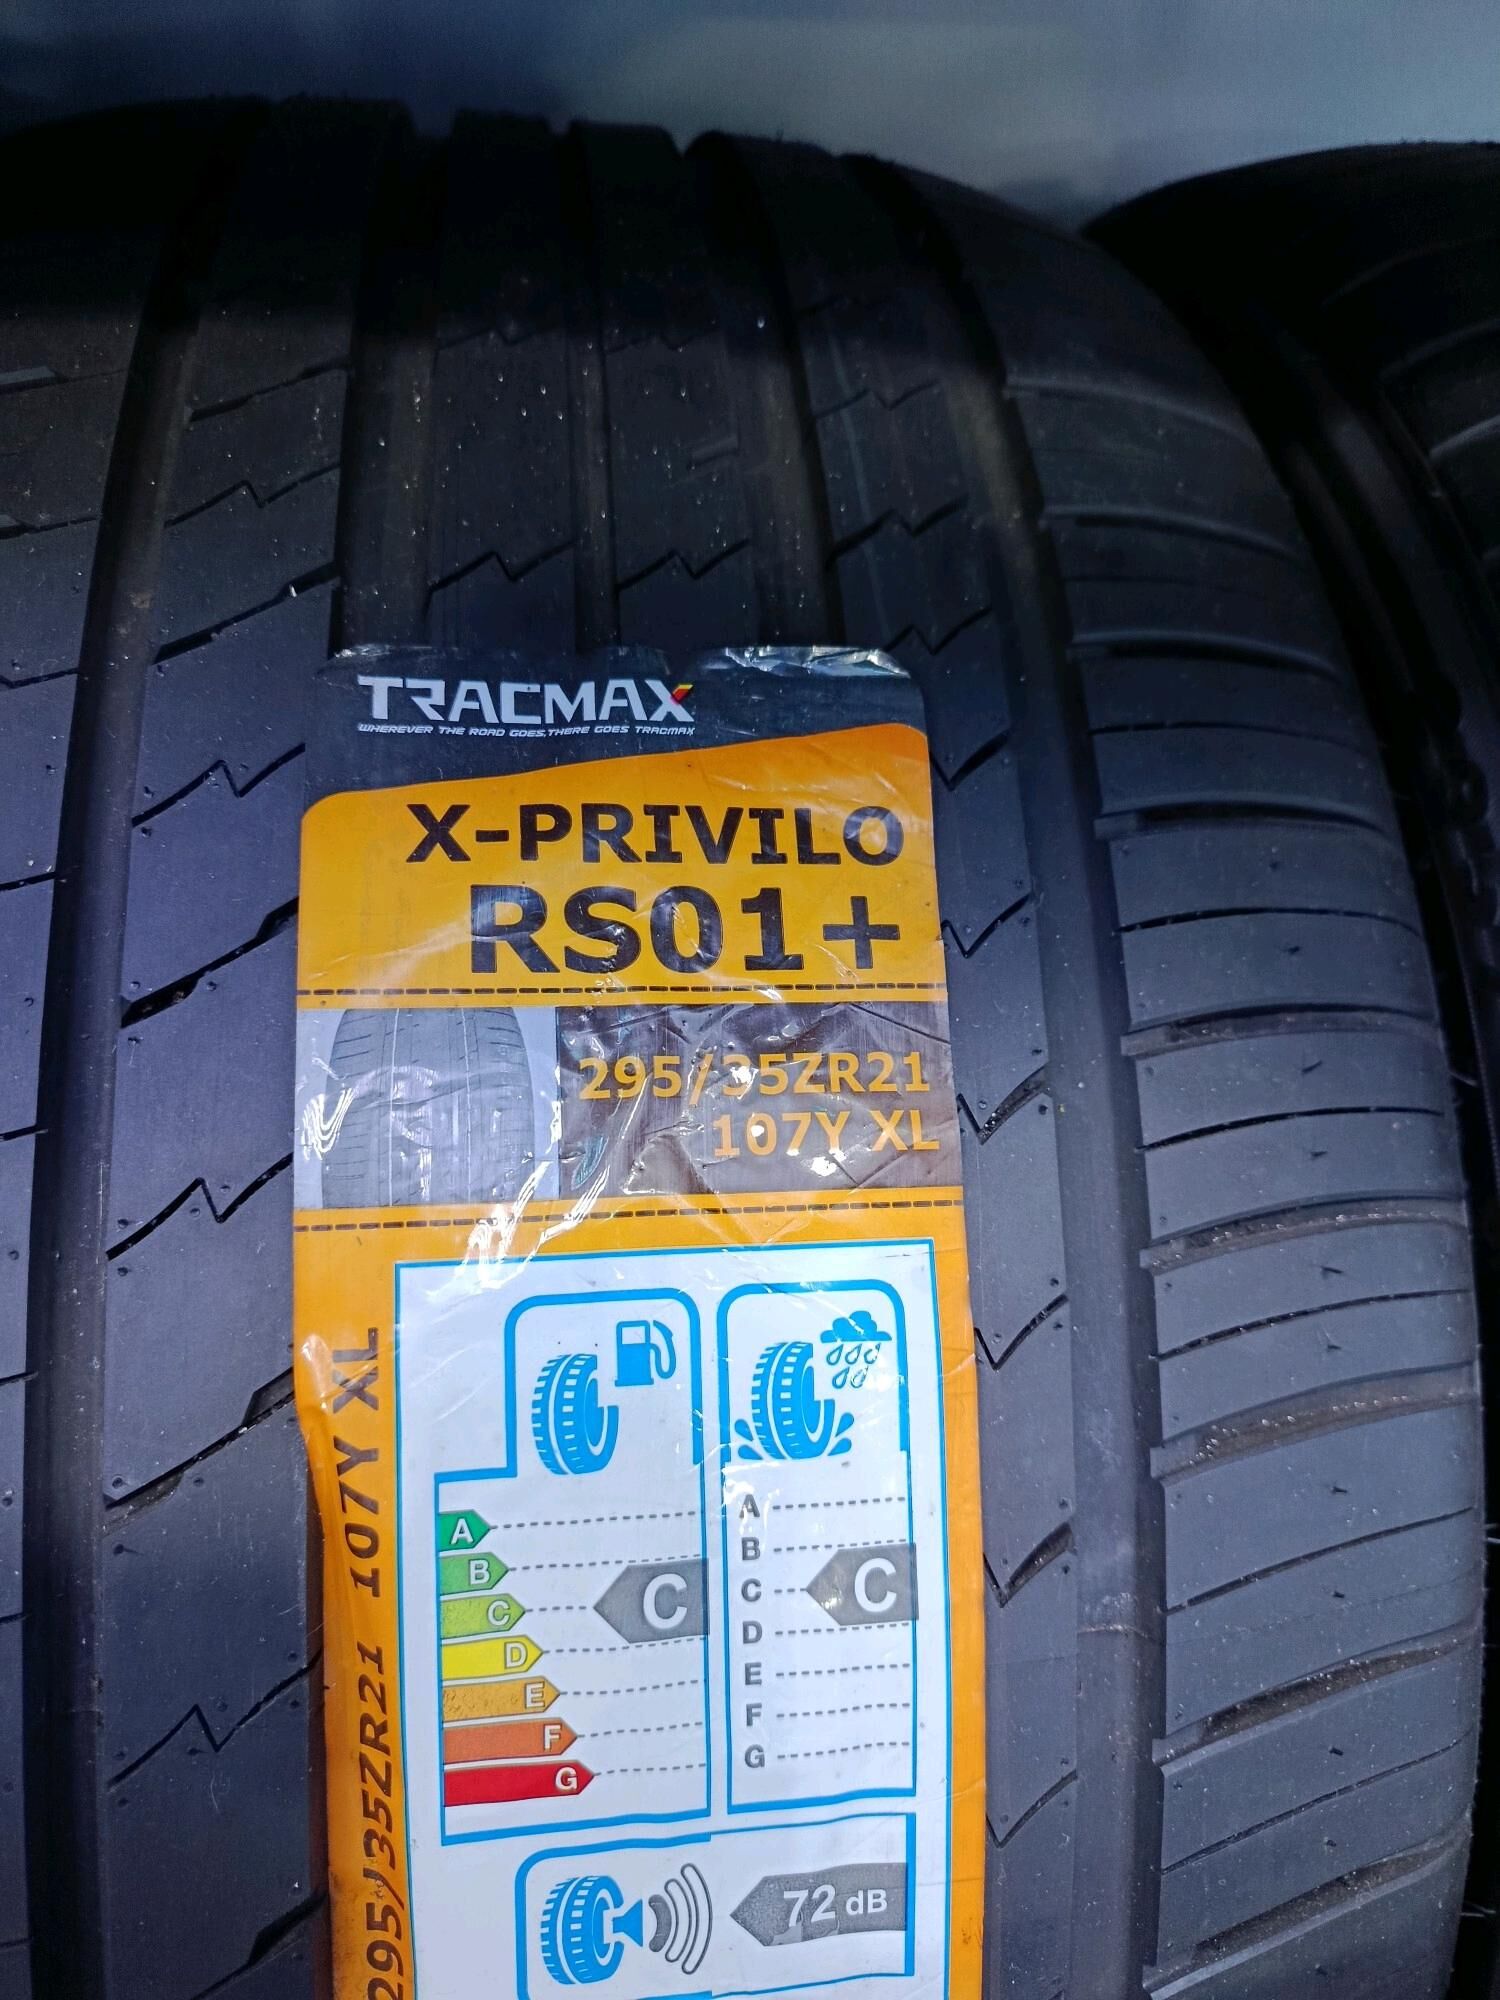 TRACMAX
WHEREVER THE ROAD GOES,THERE GOES TRACMAX
X-PRIVILO
RS01+
295/35ZR21
107Y XL
295/35ZR21 107Y XL
A
B
C
D
E
F
G
C
A
B
C
D
E
F
G
C
72 dB